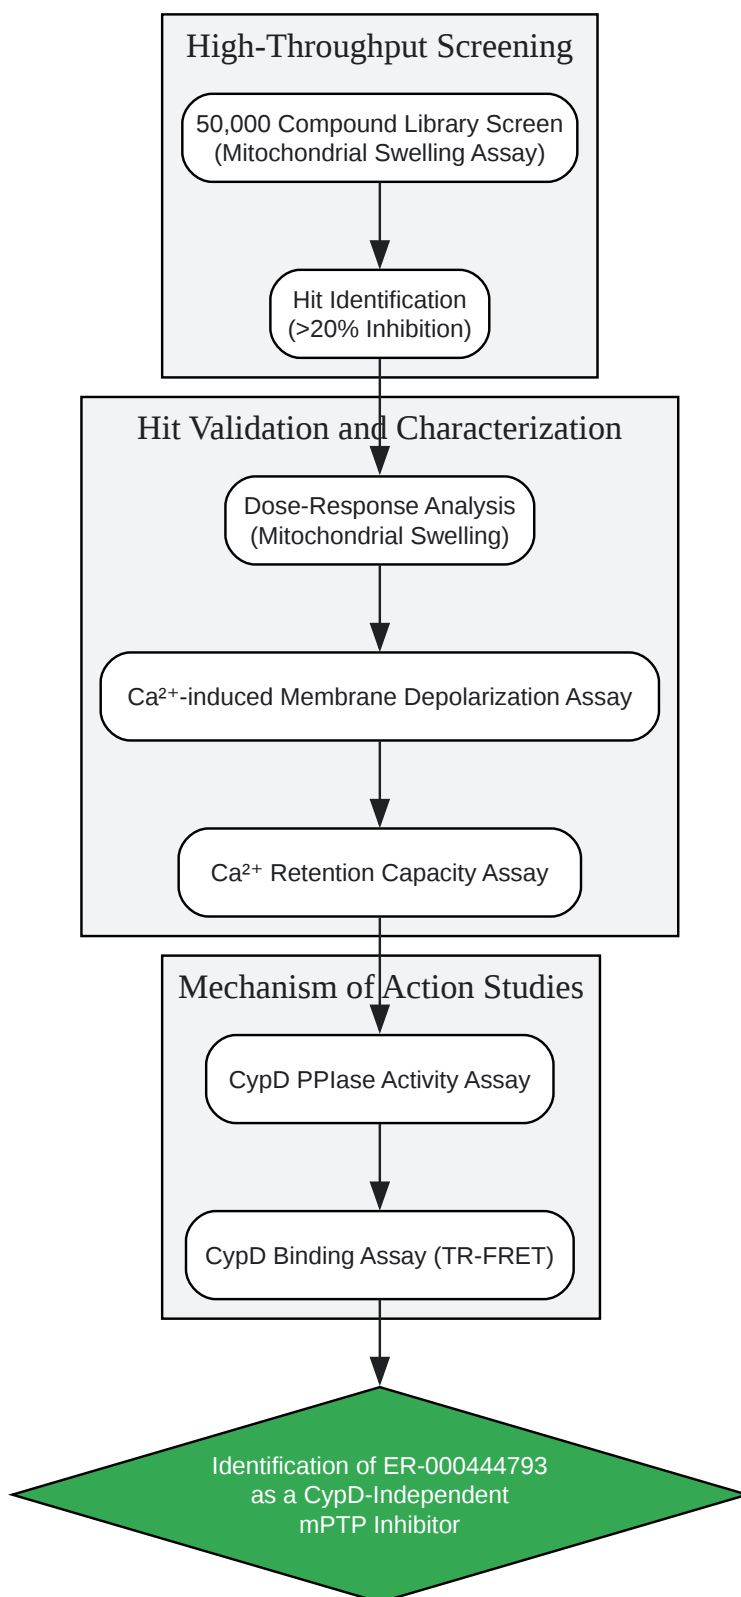 High-Throughput Screening
50,000 Compound Library Screen
(Mitochondrial Swelling Assay)
Hit Identification
(>20% Inhibition)
Hit Validation and Characterization
Dose-Response Analysis
(Mitochondrial Swelling)
Ca²⁺-induced Membrane Depolarization Assay
Ca²⁺ Retention Capacity Assay
Mechanism of Action Studies
CypD PPIase Activity Assay
CypD Binding Assay (TR-FRET)
Identification of ER-000444793
as a CypD-Independent
mPTP Inhibitor